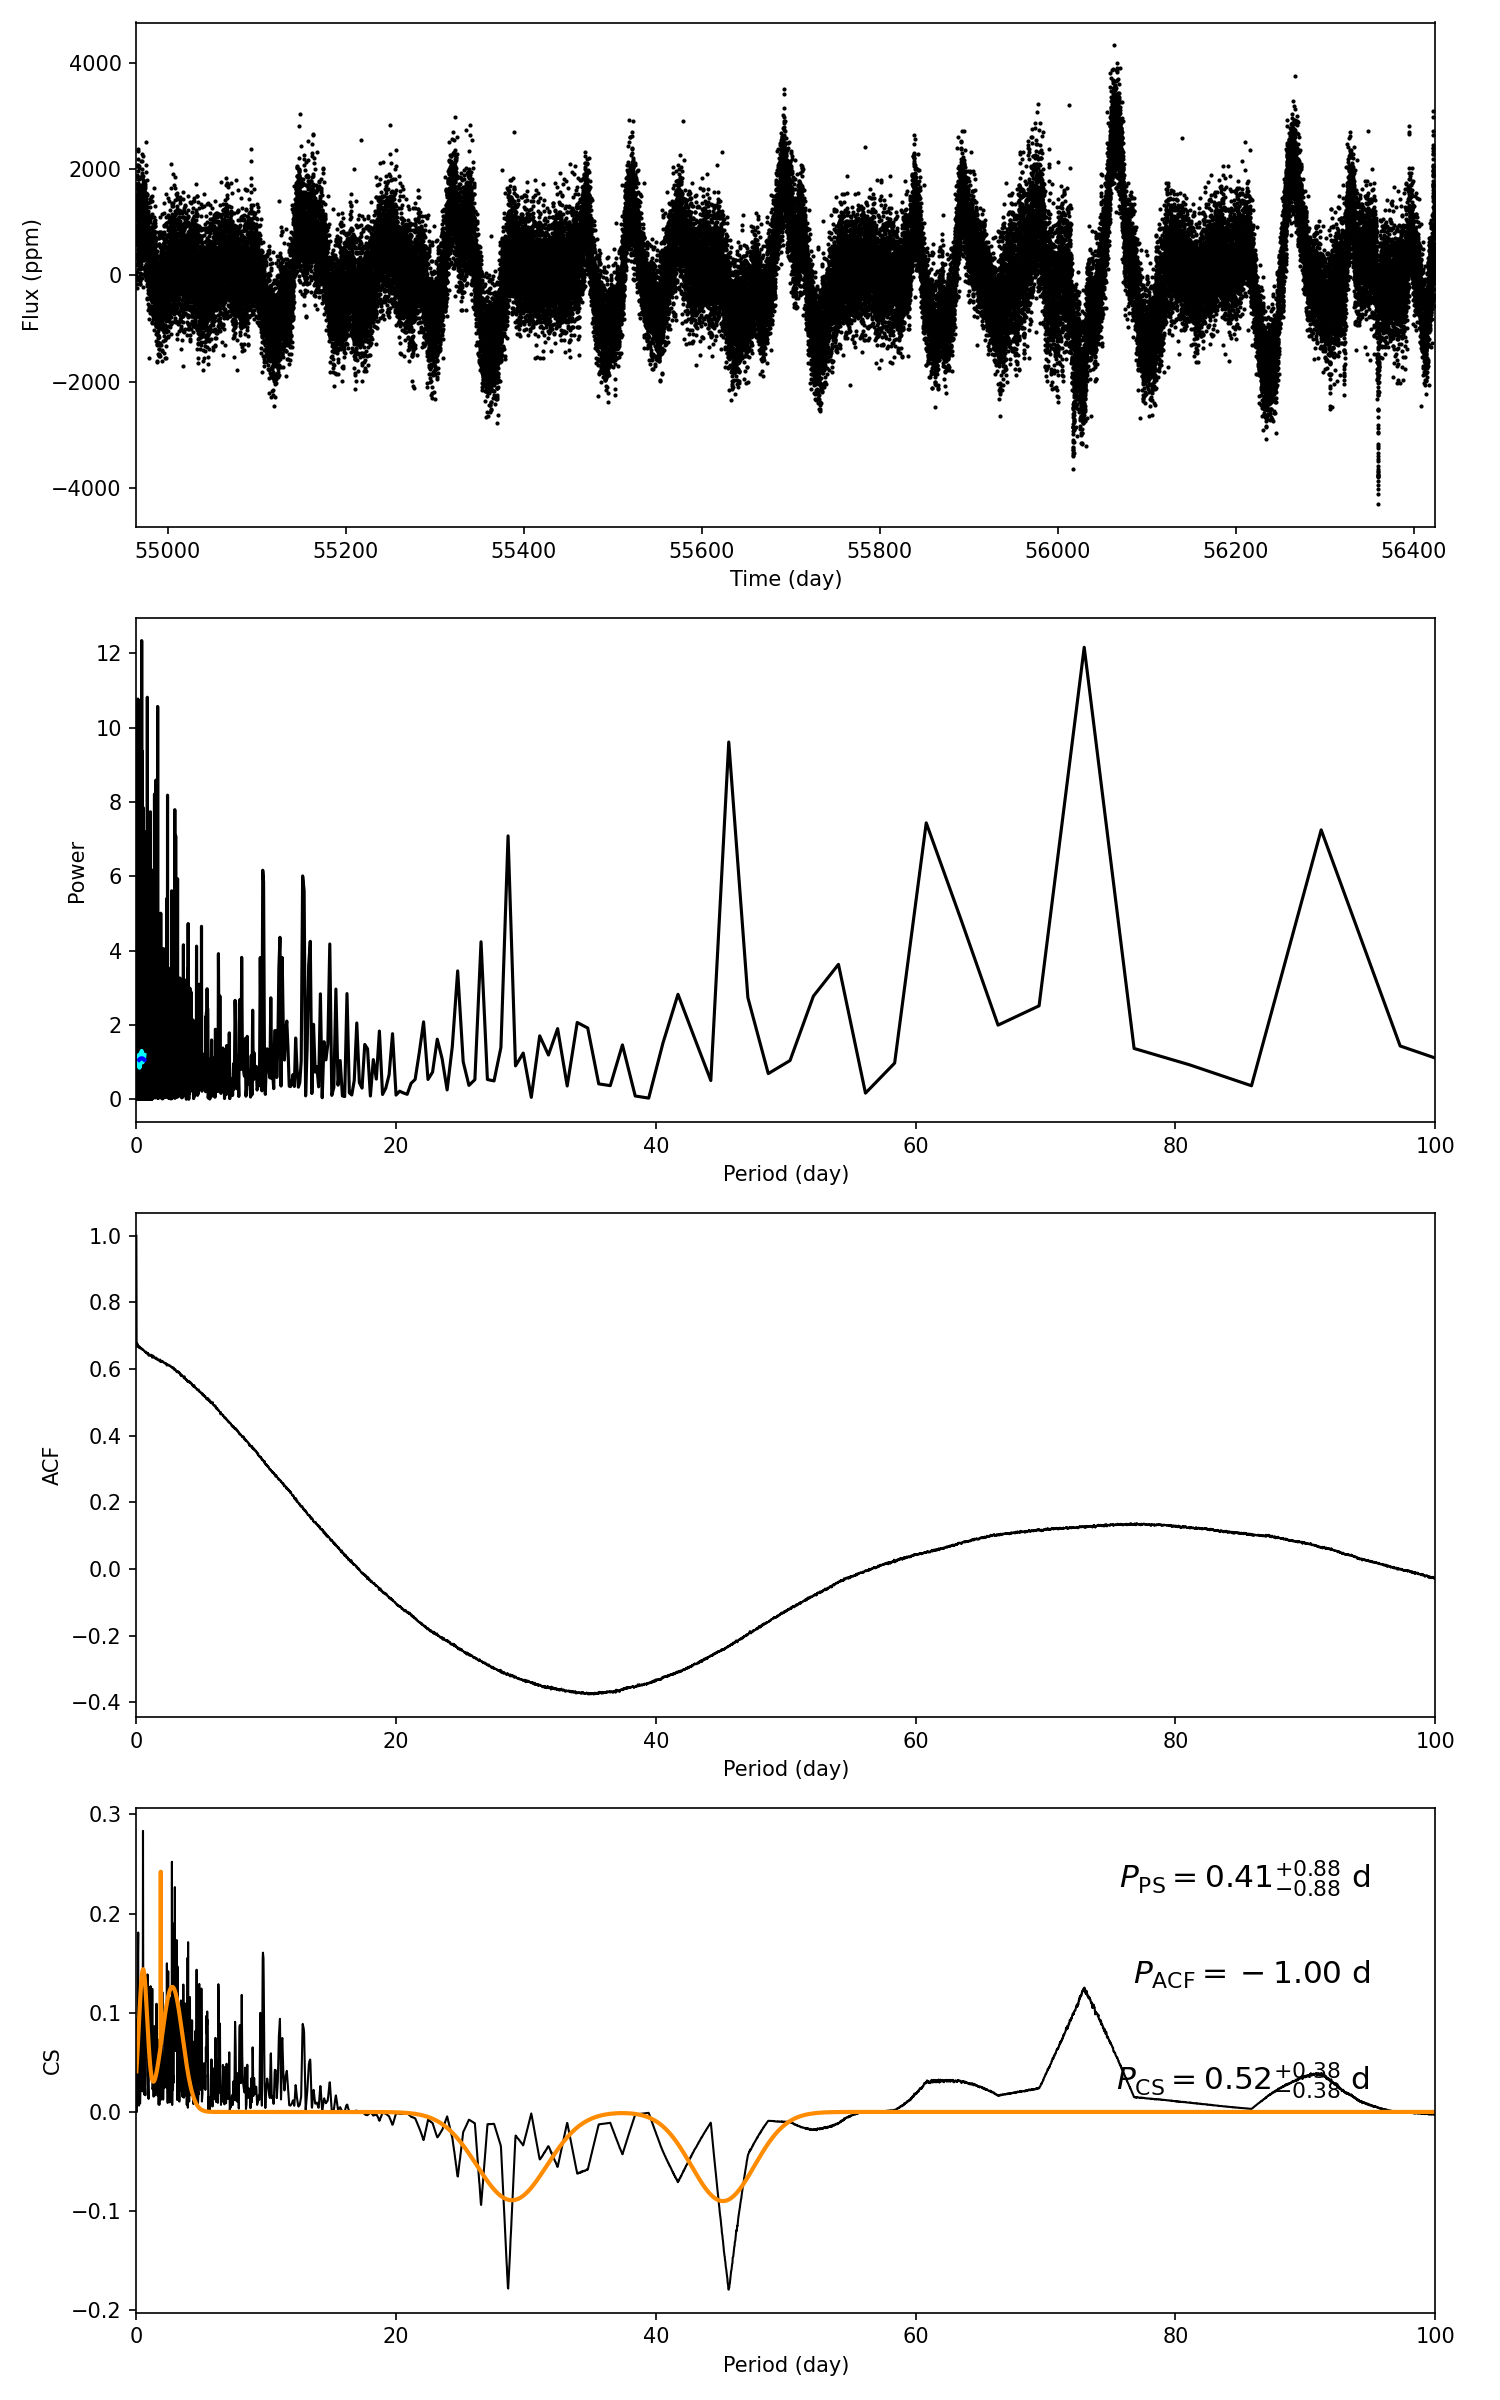 4000
2000
0
−2000
−4000
Flux (ppm)
55000 55200 55400 55600 55800 56000 56200 56400
Time (day)
12
10
8
6
4
2
0
Power
0 20 40 60 80 100
Period (day)
1.0
0.8
0.6
0.4
0.2
0.0
−0.2
−0.4
ACF
0 20 40 60 80 100
Period (day)
0.3
0.2
0.1
0.0
−0.1
−0.2
CS
P_PS = 0.41 +0.88 −0.88 d
P_ACF = −1.00 d
P_CS = 0.52 +0.38 −0.38 d
0 20 40 60 80 100
Period (day)